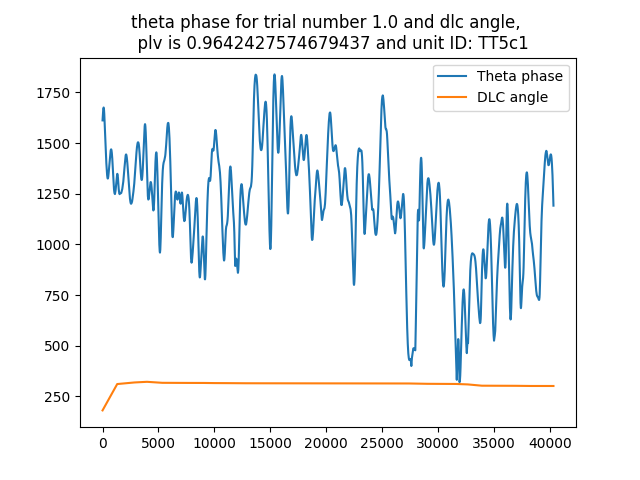 theta phase for trial number 1.0 and dlc angle,
plv is 0.9642427574679437 and unit ID: TT5c1
Theta phase
DLC angle
1750
1500
1250
1000
750
500
250
0 5000 10000 15000 20000 25000 30000 35000 40000